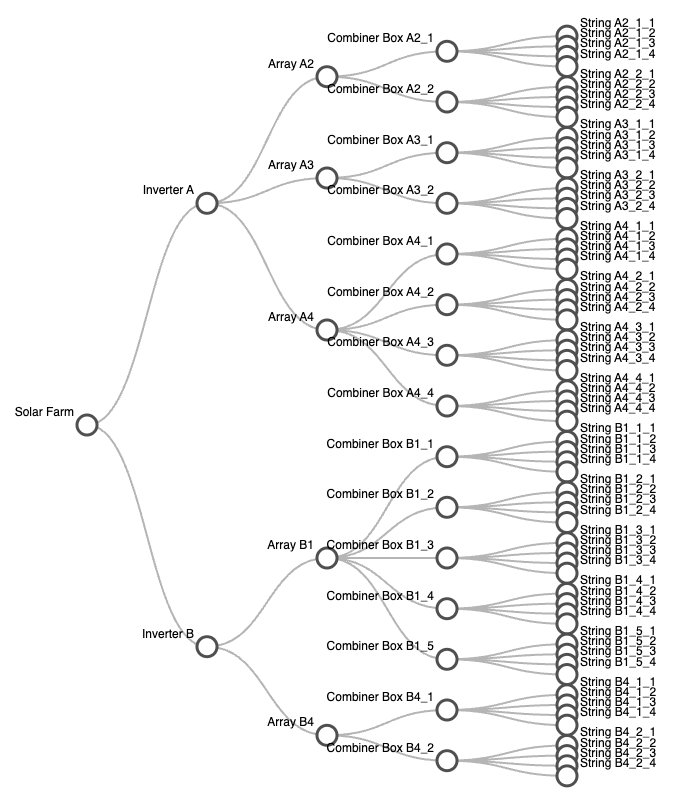 String A2_1_1
String A2_1_2
Combiner Box A2_1
String A2_1_3
String A2_1_4
Array A2
String A2_2_1
String A2_2_2
Combiner Box A2_2
String A2_2_3
String A2_2_4
String A3_1_1
String A3_1_2
Combiner Box A3_1
String A3_1_3
String A3_1_4
Array A3
String A3_2_1
String A3_2_2
Inverter A
Combiner Box A3_2
String A3_2_3
String A3_2_4
String A4_1_1
String A4_1_2
Combiner Box A4_1
String A4_1_3
String A4_1_4
String A4_2_1
String A4_2_2
Combiner Box A4_2
String A4_2_3
String A4_2_4
Array A4
String A4_3_1
String A4_3_2
Combiner Box A4_3
String A4_3_3
String A4_3_4
String A4_4_1
String A4_4_2
Combiner Box A4_4
String A4_4_3
String A4_4_4
Solar Farm
String B1_1_1
String B1_1_2
Combiner Box B1_1
String B1_1_3
String B1_1_4
String B1_2_1
String B1_2_2
Combiner Box B1_2
String B1_2_3
String B1_2_4
String B1_3_1
String B1_3_2
Array B1
Combiner Box B1_3
String B1_3_3
String B1_3_4
String B1_4_1
String B1_4_2
Combiner Box B1_4
String B1_4_3
String B1_4_4
Inverter B
String B1_5_1
String B1_5_2
Combiner Box B1_5
String B1_5_3
String B1_5_4
String B4_1_1
String B4_1_2
Combiner Box B4_1
String B4_1_3
String B4_1_4
Array B4
String B4_2_1
String B4_2_2
Combiner Box B4_2
String B4_2_3
String B4_2_4